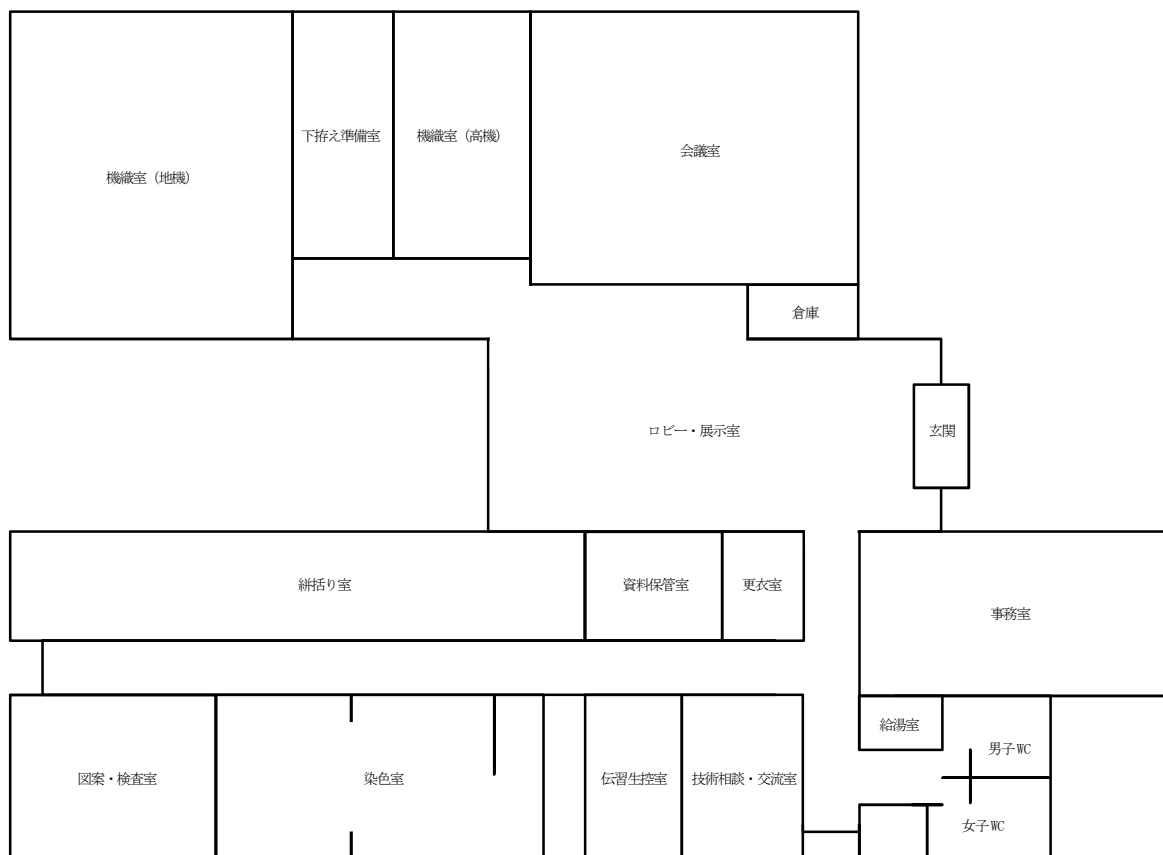 下拵え準備室
機織室（高機）
会議室
機織室（地機）
倉庫
ロビー・展示室
玄関
絣括り室
資料保管室
更衣室
事務室
給湯室
男子WC
図案・検査室
染色室
伝習生控室
技術相談・交流室
女子WC